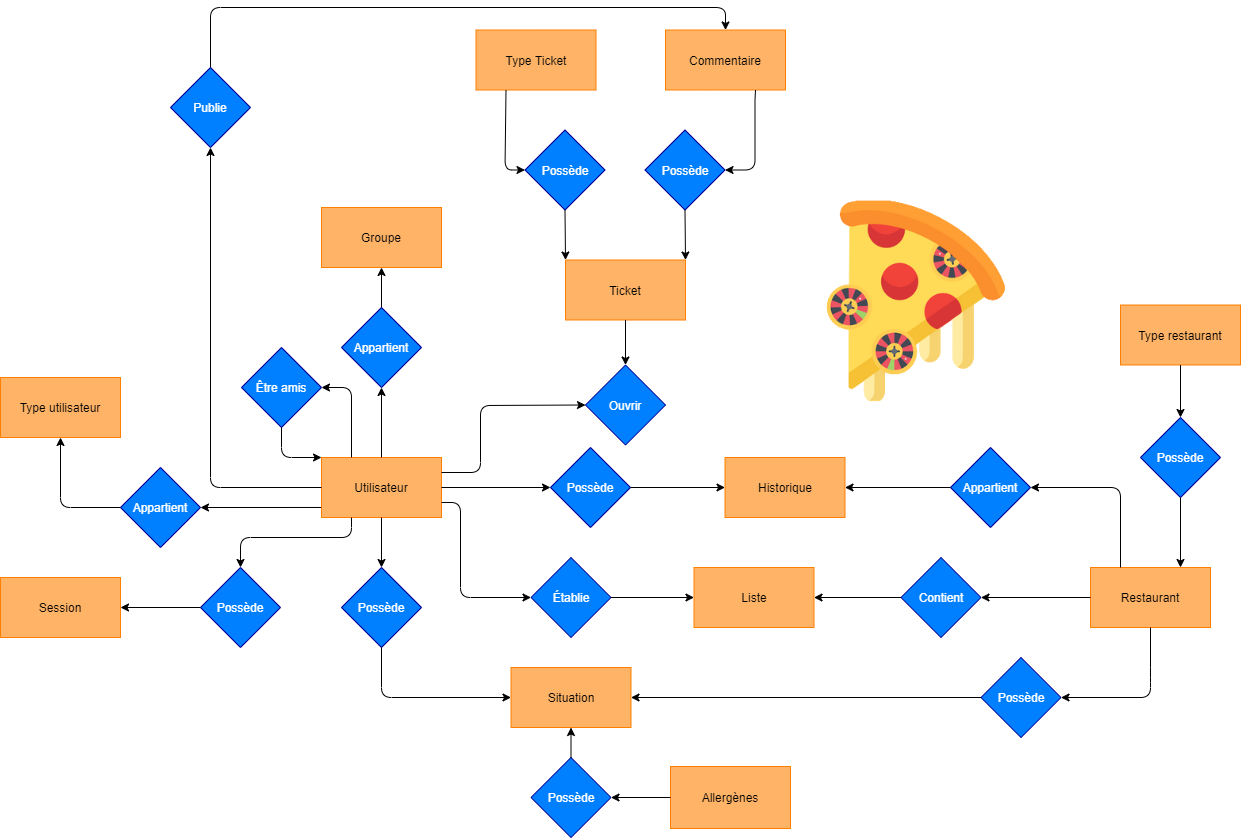 Type Ticket
Commentaire
Publie
Possède
Possède
Groupe
Ticket
Type restaurant
Appartient
Être amis
Ouvrir
Type utilisateur
Possède
Utilisateur
Possède
Historique
Appartient
Appartient
Session
Possède
Possède
Établie
Liste
Contient
Restaurant
Situation
Possède
Possède
Allergènes